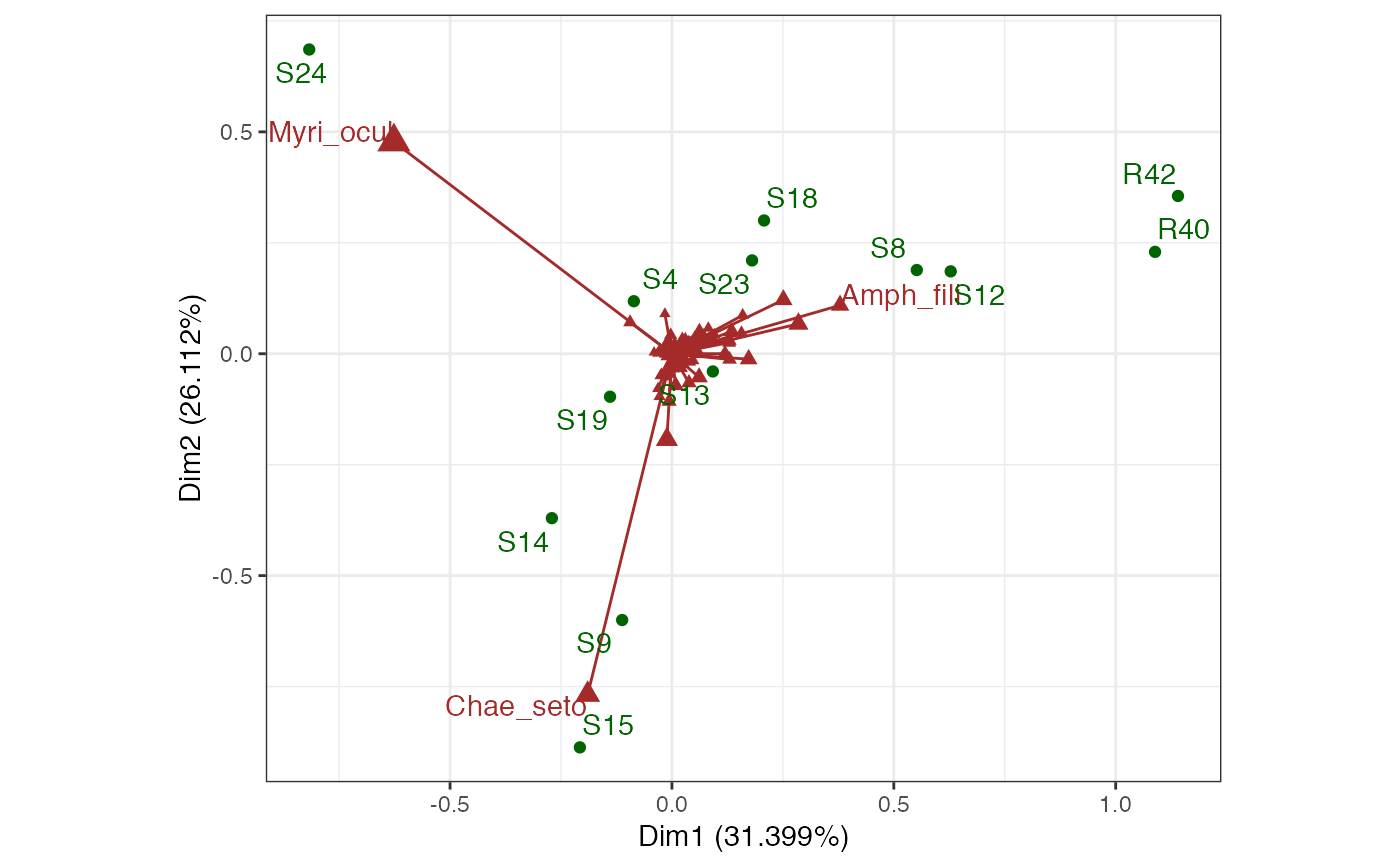 S24
0.5
Myri_ocul
R42
S18
R40
S8
S4
S23
Amph_fili
S12
0.0
S13
S19
S14
-0.5
S9
Chae_seto
S15
-0.5
0.0
0.5
1.0
Dim1 (31.399%)
Dim2 (26.112%)